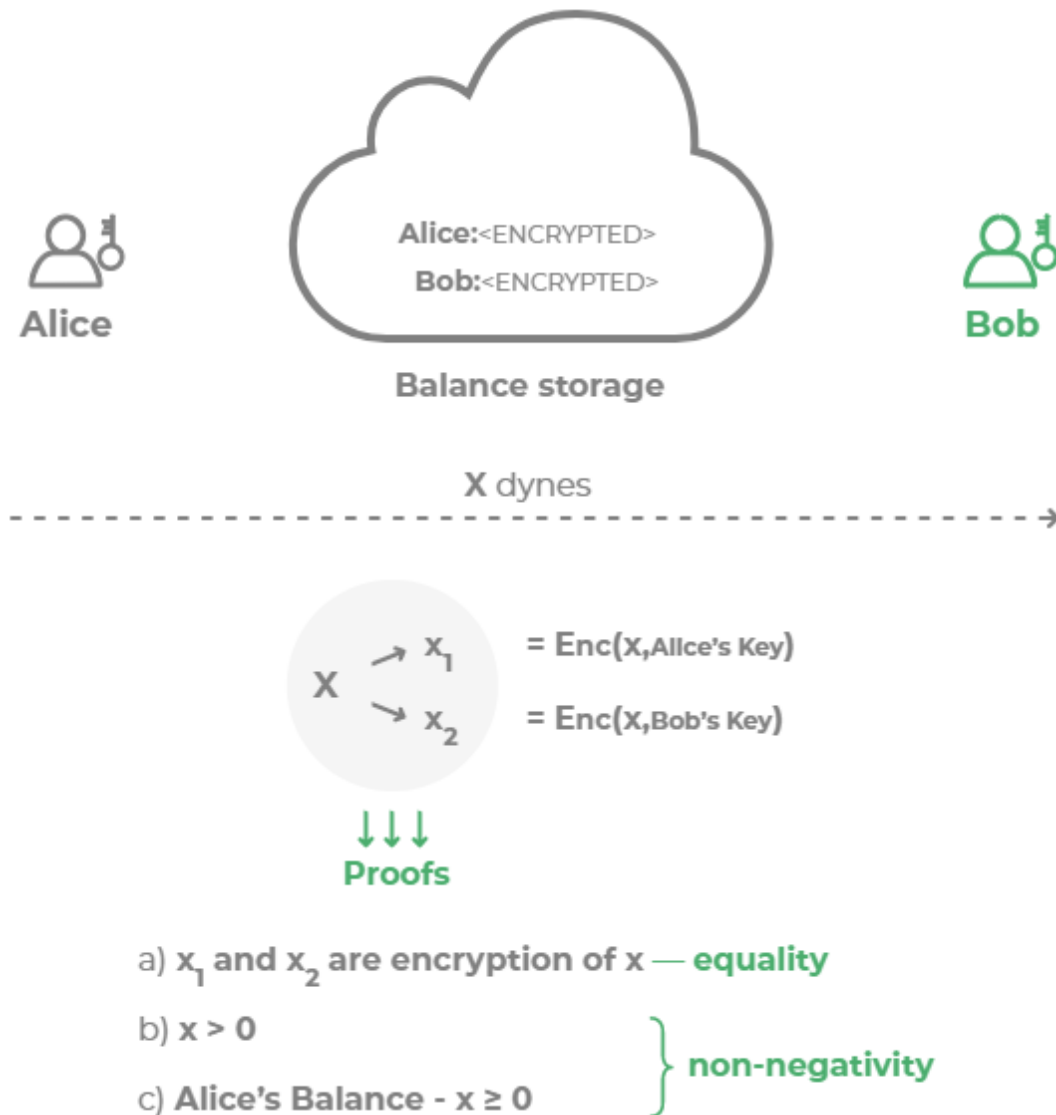 Alice:<ENCRYPTED>
Bob:<ENCRYPTED>
Alice
Bob
Balance storage
X dynes
X
x₁ = Enc(x,Alice's Key)
x₂ = Enc(x,Bob's Key)
Proofs
a) x₁ and x₂ are encryption of x — equality
b) x > 0
non-negativity
c) Alice's Balance - x ≥ 0